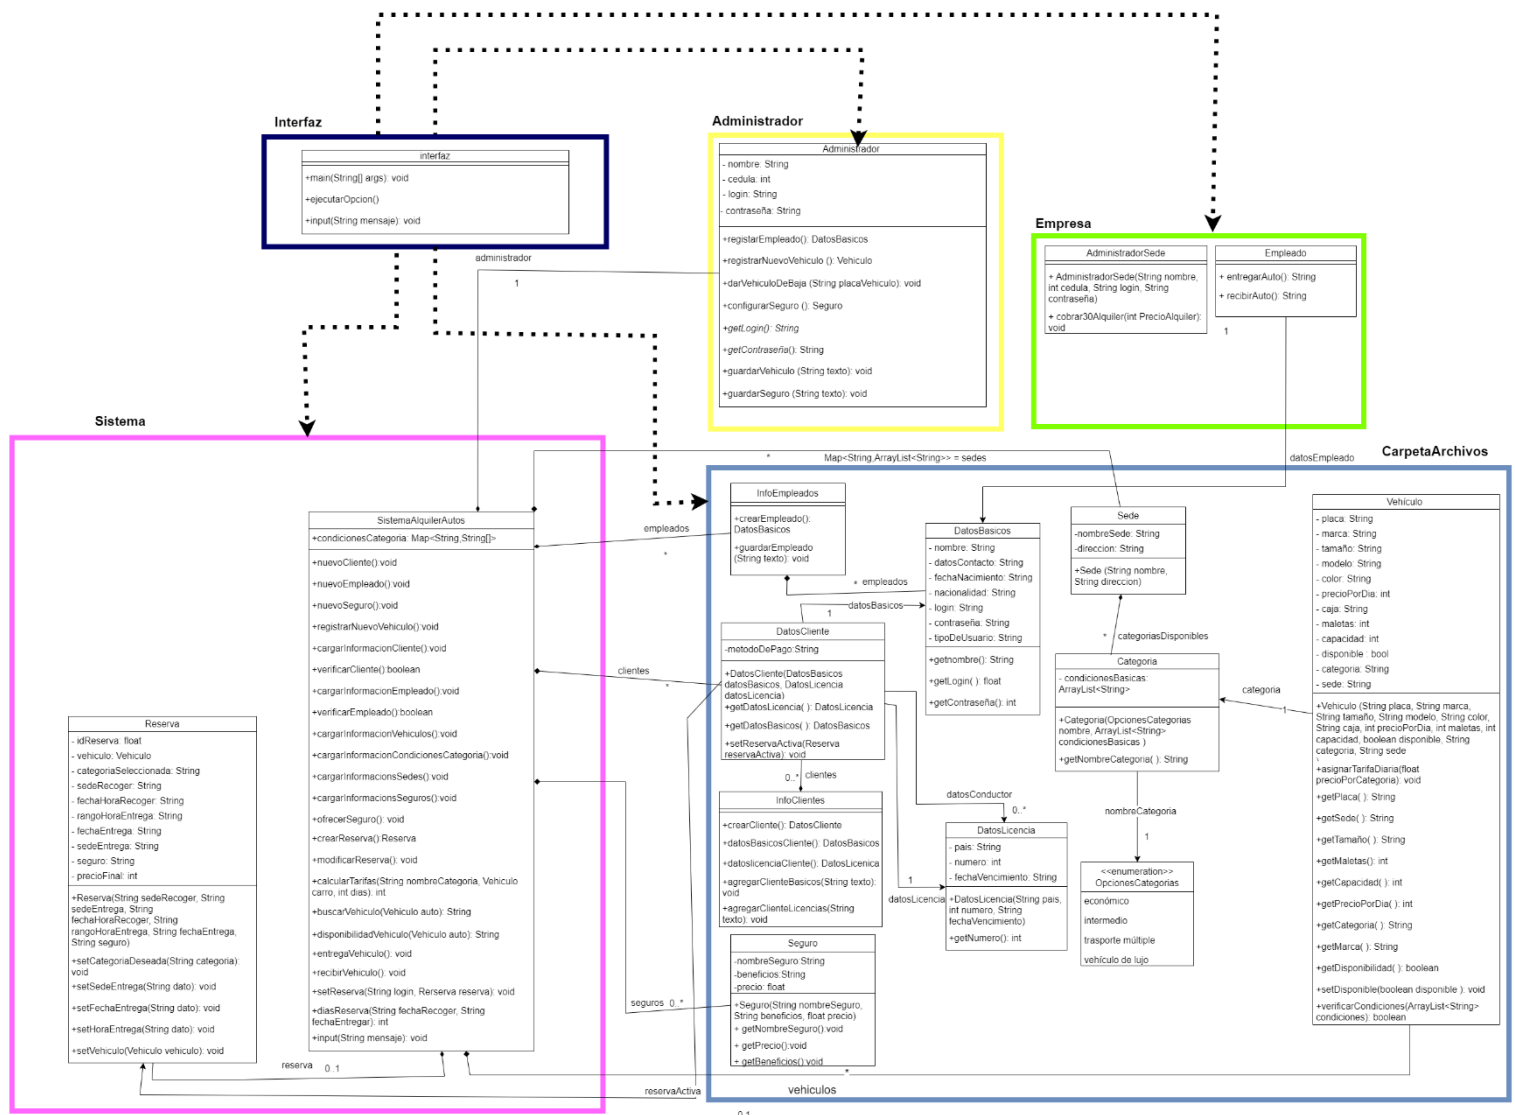 Interfaz
interfaz
+main(String[] args): void
+ejecutarOpcion()
+input(String mensaje): void
Administrador
Administrador
- nombre: String
- cedula: int
- login: String
- contraseña: String
+registarEmpleado(): DatosBasicos
+registrarNuevoVehiculo (): Vehiculo
+darVehiculoDeBaja (String placaVehiculo): void
+configurarSeguro (): Seguro
+getLogin(): String
+getContraseña(): String
+guardarVehiculo (String texto): void
+guardarSeguro (String texto): void
Empresa
AdministradorSede
+ AdministradorSede(String nombre,
int cedula, String login, String
contraseña)
+ cobrar30Alquiler(int PrecioAlquiler):
void
Empleado
+ entregarAuto(): String
+ recibirAuto(): String
1
datosEmpleado
administrador
1
Sistema
SistemaAlquilerAutos
+condicionesCategoria: Map<String,String[]>
+nuevoCliente():void
+nuevoEmpleado():void
+nuevoSeguro():void
+registrarNuevoVehiculo():void
+cargarInformacionCliente():void
+verificarCliente():boolean
+cargarInformacionEmpleado():void
+verificarEmpleado():boolean
+cargarInformacionVehiculos():void
+cargarInformacionCondicionesCategoria():void
+cargarInformacionsSedes():void
+cargarInformacionsSeguros():void
+ofrecerSeguro(): void
+crearReserva():Reserva
+modificarReserva(): void
+calcularTarifas(String nombreCategoria, Vehiculo
carro, int dias): int
+buscarVehiculo(Vehiculo auto): String
+disponibilidadVehiculo(Vehiculo auto): String
+entregaVehiculo(): void
+recibirVehiculo(): void
+setReserva(String login, Rerserva reserva): void
+diasReserva(String fechaRecoger, String
fechaEntregar): int
+input(String mensaje): void
Reserva
- idReserva: float
- vehiculo: Vehiculo
- categoriaSeleccionada: String
- sedeRecoger: String
- fechaHoraRecoger: String
- rangoHoraEntrega: String
- fechaEntrega: String
- sedeEntrega: String
- seguro: String
- precioFinal: int
+Reserva(String sedeRecoger, String
sedeEntrega, String
fechaHoraRecoger, String
rangoHoraEntrega, String fechaEntrega,
String seguro)
+setCategoriaDeseada(String categoria):
void
+setSedeEntrega(String dato): void
+setFechaEntrega(String dato): void
+setHoraEntrega(String dato): void
+setVehiculo(Vehiculo vehiculo): void
reserva
0..1
CarpetaArchivos
*
Map<String,ArrayList<String>> = sedes
empleados
*
clientes
*
seguros
0..*
reservaActiva
0..1
vehiculos
*
InfoEmpleados
+crearEmpleado():
DatosBasicos
+guardarEmpleado
(String texto): void
* empleados
datosBasicos
1
DatosBasicos
- nombre: String
- datosContacto: String
- fechaNacimiento: String
- nacionalidad: String
- login: String
- contraseña: String
- tipoDeUsuario: String
+getnombre(): String
+getLogin( ): float
+getContraseña(): int
DatosCliente
-metodoDePago:String
+DatosCliente(DatosBasicos
datosBasicos, DatosLicencia
datosLicencia)
+getDatosLicencia( ): DatosLicencia
+getDatosBasicos( ): DatosBasicos
+setReservaActiva(Reserva
reservaActiva): void
0..*
clientes
InfoClientes
+crearCliente(): DatosCliente
+datosBasicosCliente(): DatosBasicos
+datoslicenciaCliente(): DatosLicenica
+agregarClienteBasicos(String texto):
void
+agregarClienteLicencias(String
texto): void
Seguro
-nombreSeguro:String
-beneficios:String
-precio: float
+Seguro(String nombreSeguro,
String beneficios, float precio)
+ getNombreSeguro():void
+ getPrecio():void
+ getBeneficios():void
datosConductor
0..*
1
datosLicencia
DatosLicencia
- pais: String
- numero: int
- fechaVencimiento: String
+DatosLicencia(String pais,
int numero, String
fechaVencimiento)
+getNumero(): int
Sede
-nombreSede: String
-direccion: String
+Sede (String nombre,
String direccion)
*
categoriasDisponibles
Categoria
- condicionesBasicas:
ArrayList<String>
+Categoria(OpcionesCategorias
nombre, ArrayList<String>
condicionesBasicas )
+getNombreCategoria( ): String
nombreCategoria
1
<<enumeration>>
OpcionesCategorias
económico
intermedio
trasporte múltiple
vehículo de lujo
categoria
1
Vehículo
- placa: String
- marca: String
- tamaño: String
- modelo: String
- color: String
- precioPorDia: int
- caja: String
- maletas: int
- capacidad: int
- disponible : bool
- categoria: String
- sede: String
+Vehiculo (String placa, String marca,
String tamaño, String modelo, String color,
String caja, int precioPorDia, int maletas, int
capacidad, boolean disponible, String
categoria, String sede
)
+asignarTarifaDiaria(float
precioPorCategoria): void
+getPlaca( ): String
+getSede( ): String
+getTamaño( ): String
+getMaletas(): int
+getCapacidad( ): int
+getPrecioPorDia( ): int
+getCategoria( ): String
+getMarca( ): String
+getDisponibilidad( ): boolean
+setDisponible(boolean disponible ): void
+verificarCondiciones(ArrayList<String>
condiciones): boolean